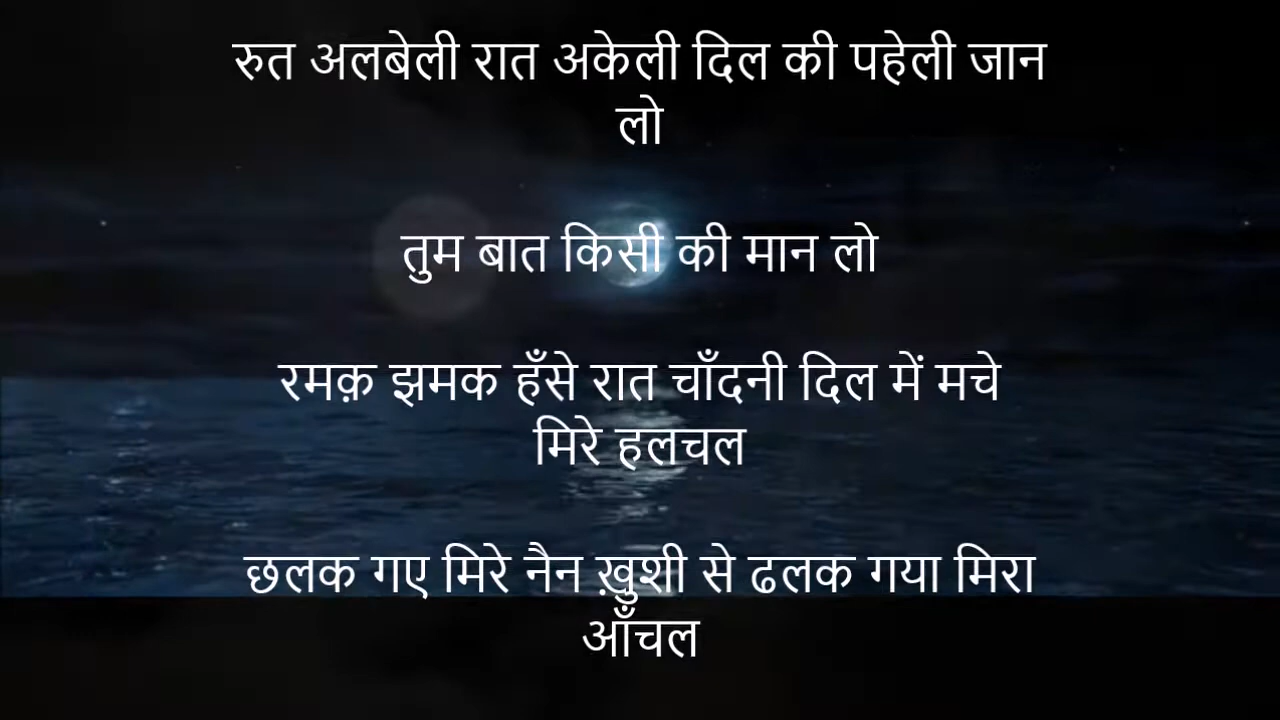 रुत अलबेली रात अकेली दिल की पहेली जान
लो
तुम बात किसी की मान लो
रमक़ झमक हँसे रात चाँदनी दिल में मचे
मिरे हलचल
छलक गए मिरे नैन ख़ुशी से ढलक गया मिरा
आँचल